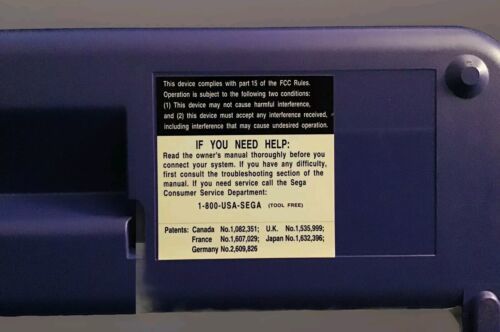 This device complies with part 15 of the FCC Rules.
Operation is subject to the following two conditions:
(1) This device may not cause harmful interference,
and (2) this device must accept any interference received,
including interference that may cause undesired operation.
IF YOU NEED HELP:
Read the owner's manual thoroughly before you
connect your system. If you have any difficulty,
first consult the troubleshooting section of the
manual. If you need service call the Sega
Consumer Service Department:
1-800-USA-SEGA (TOOL FREE)
Patents: Canada No.1,082,351; U.K. No.1,535,999;
France No.1,607,029; Japan No.1,632,396;
Germany No.2,609,826